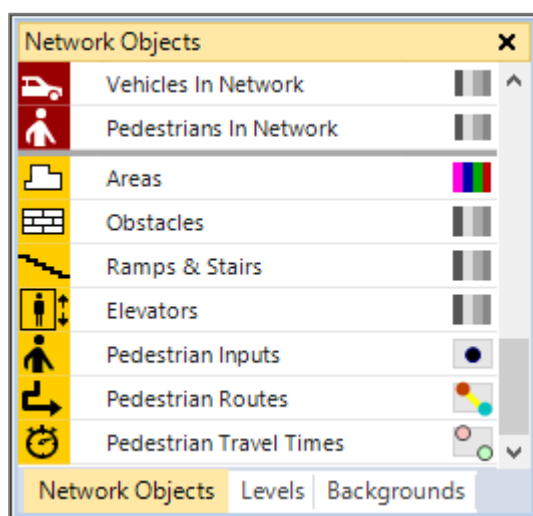 Network Objects
Vehicles In Network
Pedestrians In Network
Areas
Obstacles
Ramps & Stairs
Elevators
Pedestrian Inputs
Pedestrian Routes
Pedestrian Travel Times
Network Objects Levels Backgrounds